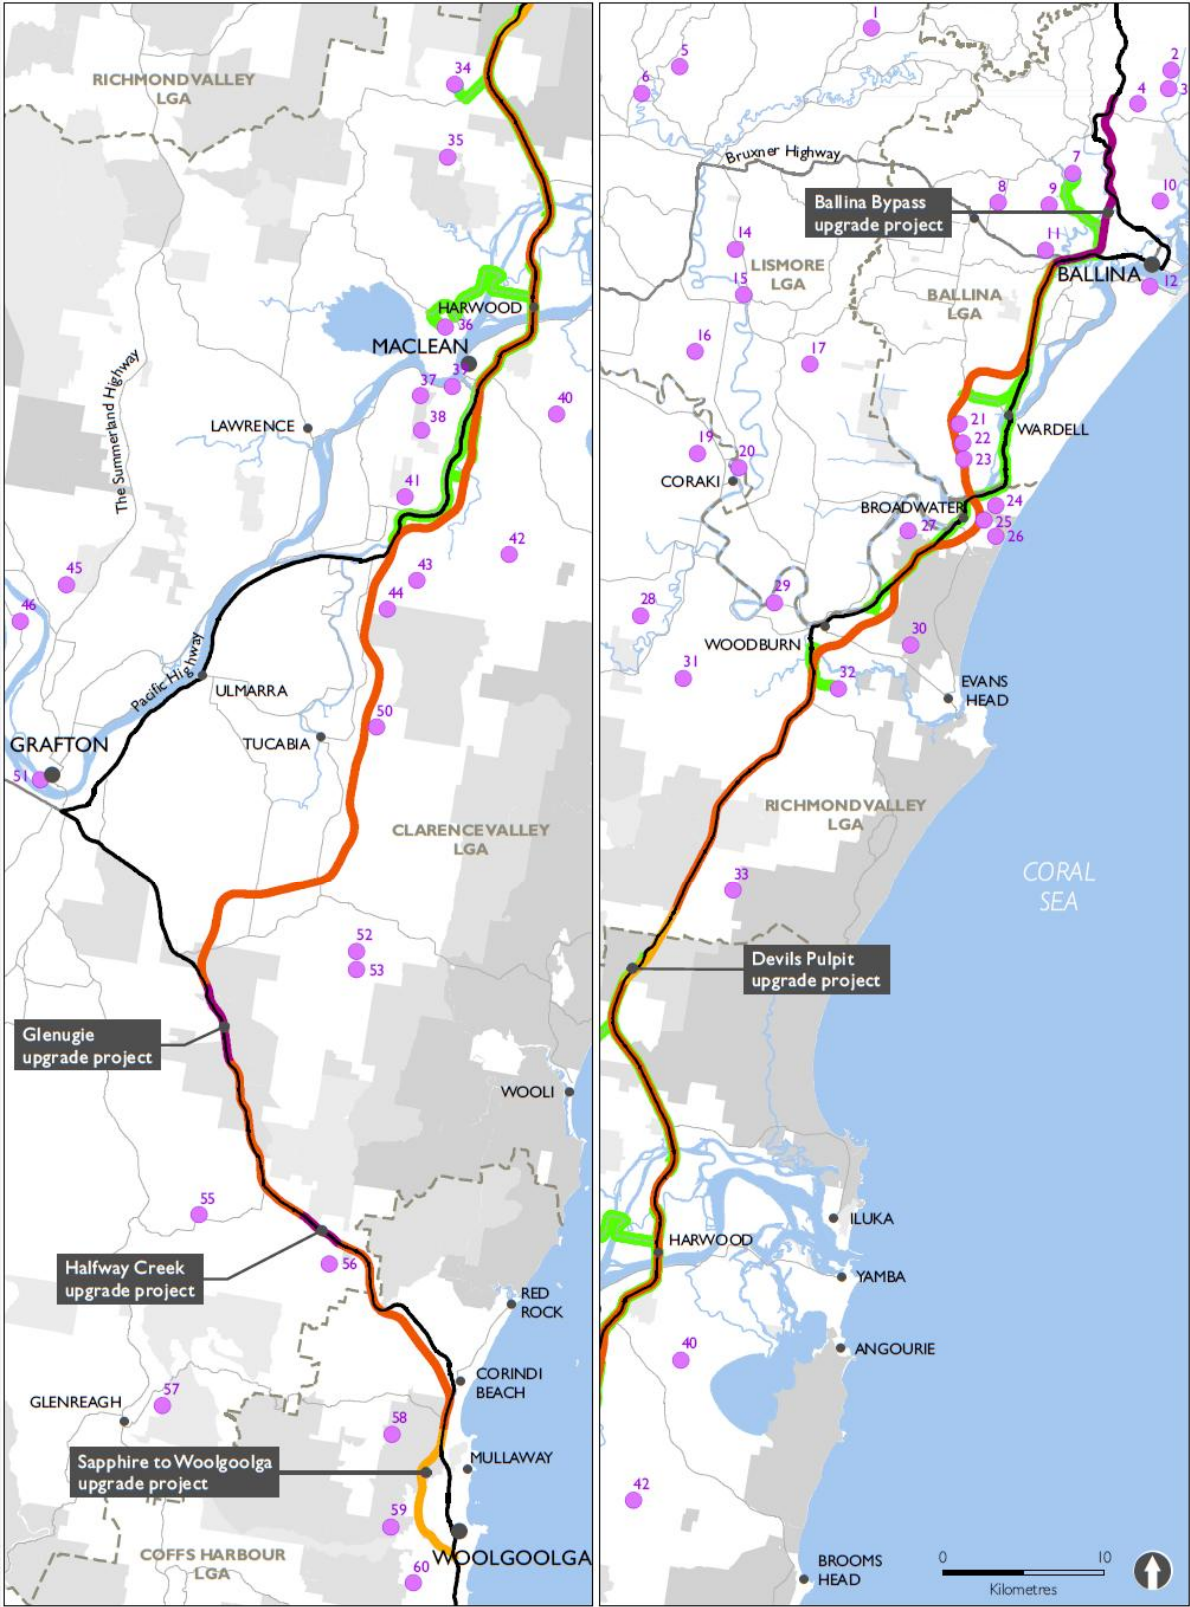 RICHMOND VALLEY
LGA
34
35
HARWOOD
36
MACLEAN
37
39
38
40
The Summerland Highway
LAWRENCE
41
42
43
44
45
46
Pacific Highway
ULMARRA
50
TUCABIA
GRAFTON
51
CLARENCE VALLEY
LGA
52
53
Glenugie
upgrade project
WOOLI
55
Halfway Creek
upgrade project
56
RED
ROCK
CORINDI
BEACH
GLENREAGH
57
58
Sapphire to Woolgoolga
upgrade project
MULLAWAY
59
COFFS HARBOUR
LGA
WOOLGOOLGA
60
1
5
6
2
3
4
Bruxner Highway
7
8
9
10
Ballina Bypass
upgrade project
14
11
LISMORE
LGA
BALLINA
12
15
BALLINA
LGA
16
17
21
WARDELL
22
23
19
20
CORAKI
BROADWATER
24
25
26
27
28
29
WOODBURN
30
31
32
EVANS
HEAD
RICHMOND VALLEY
LGA
33
CORAL
SEA
Devils Pulpit
upgrade project
ILUKA
HARWOOD
YAMBA
40
ANGOURIE
42
BROOMS
HEAD
0 10
Kilometres